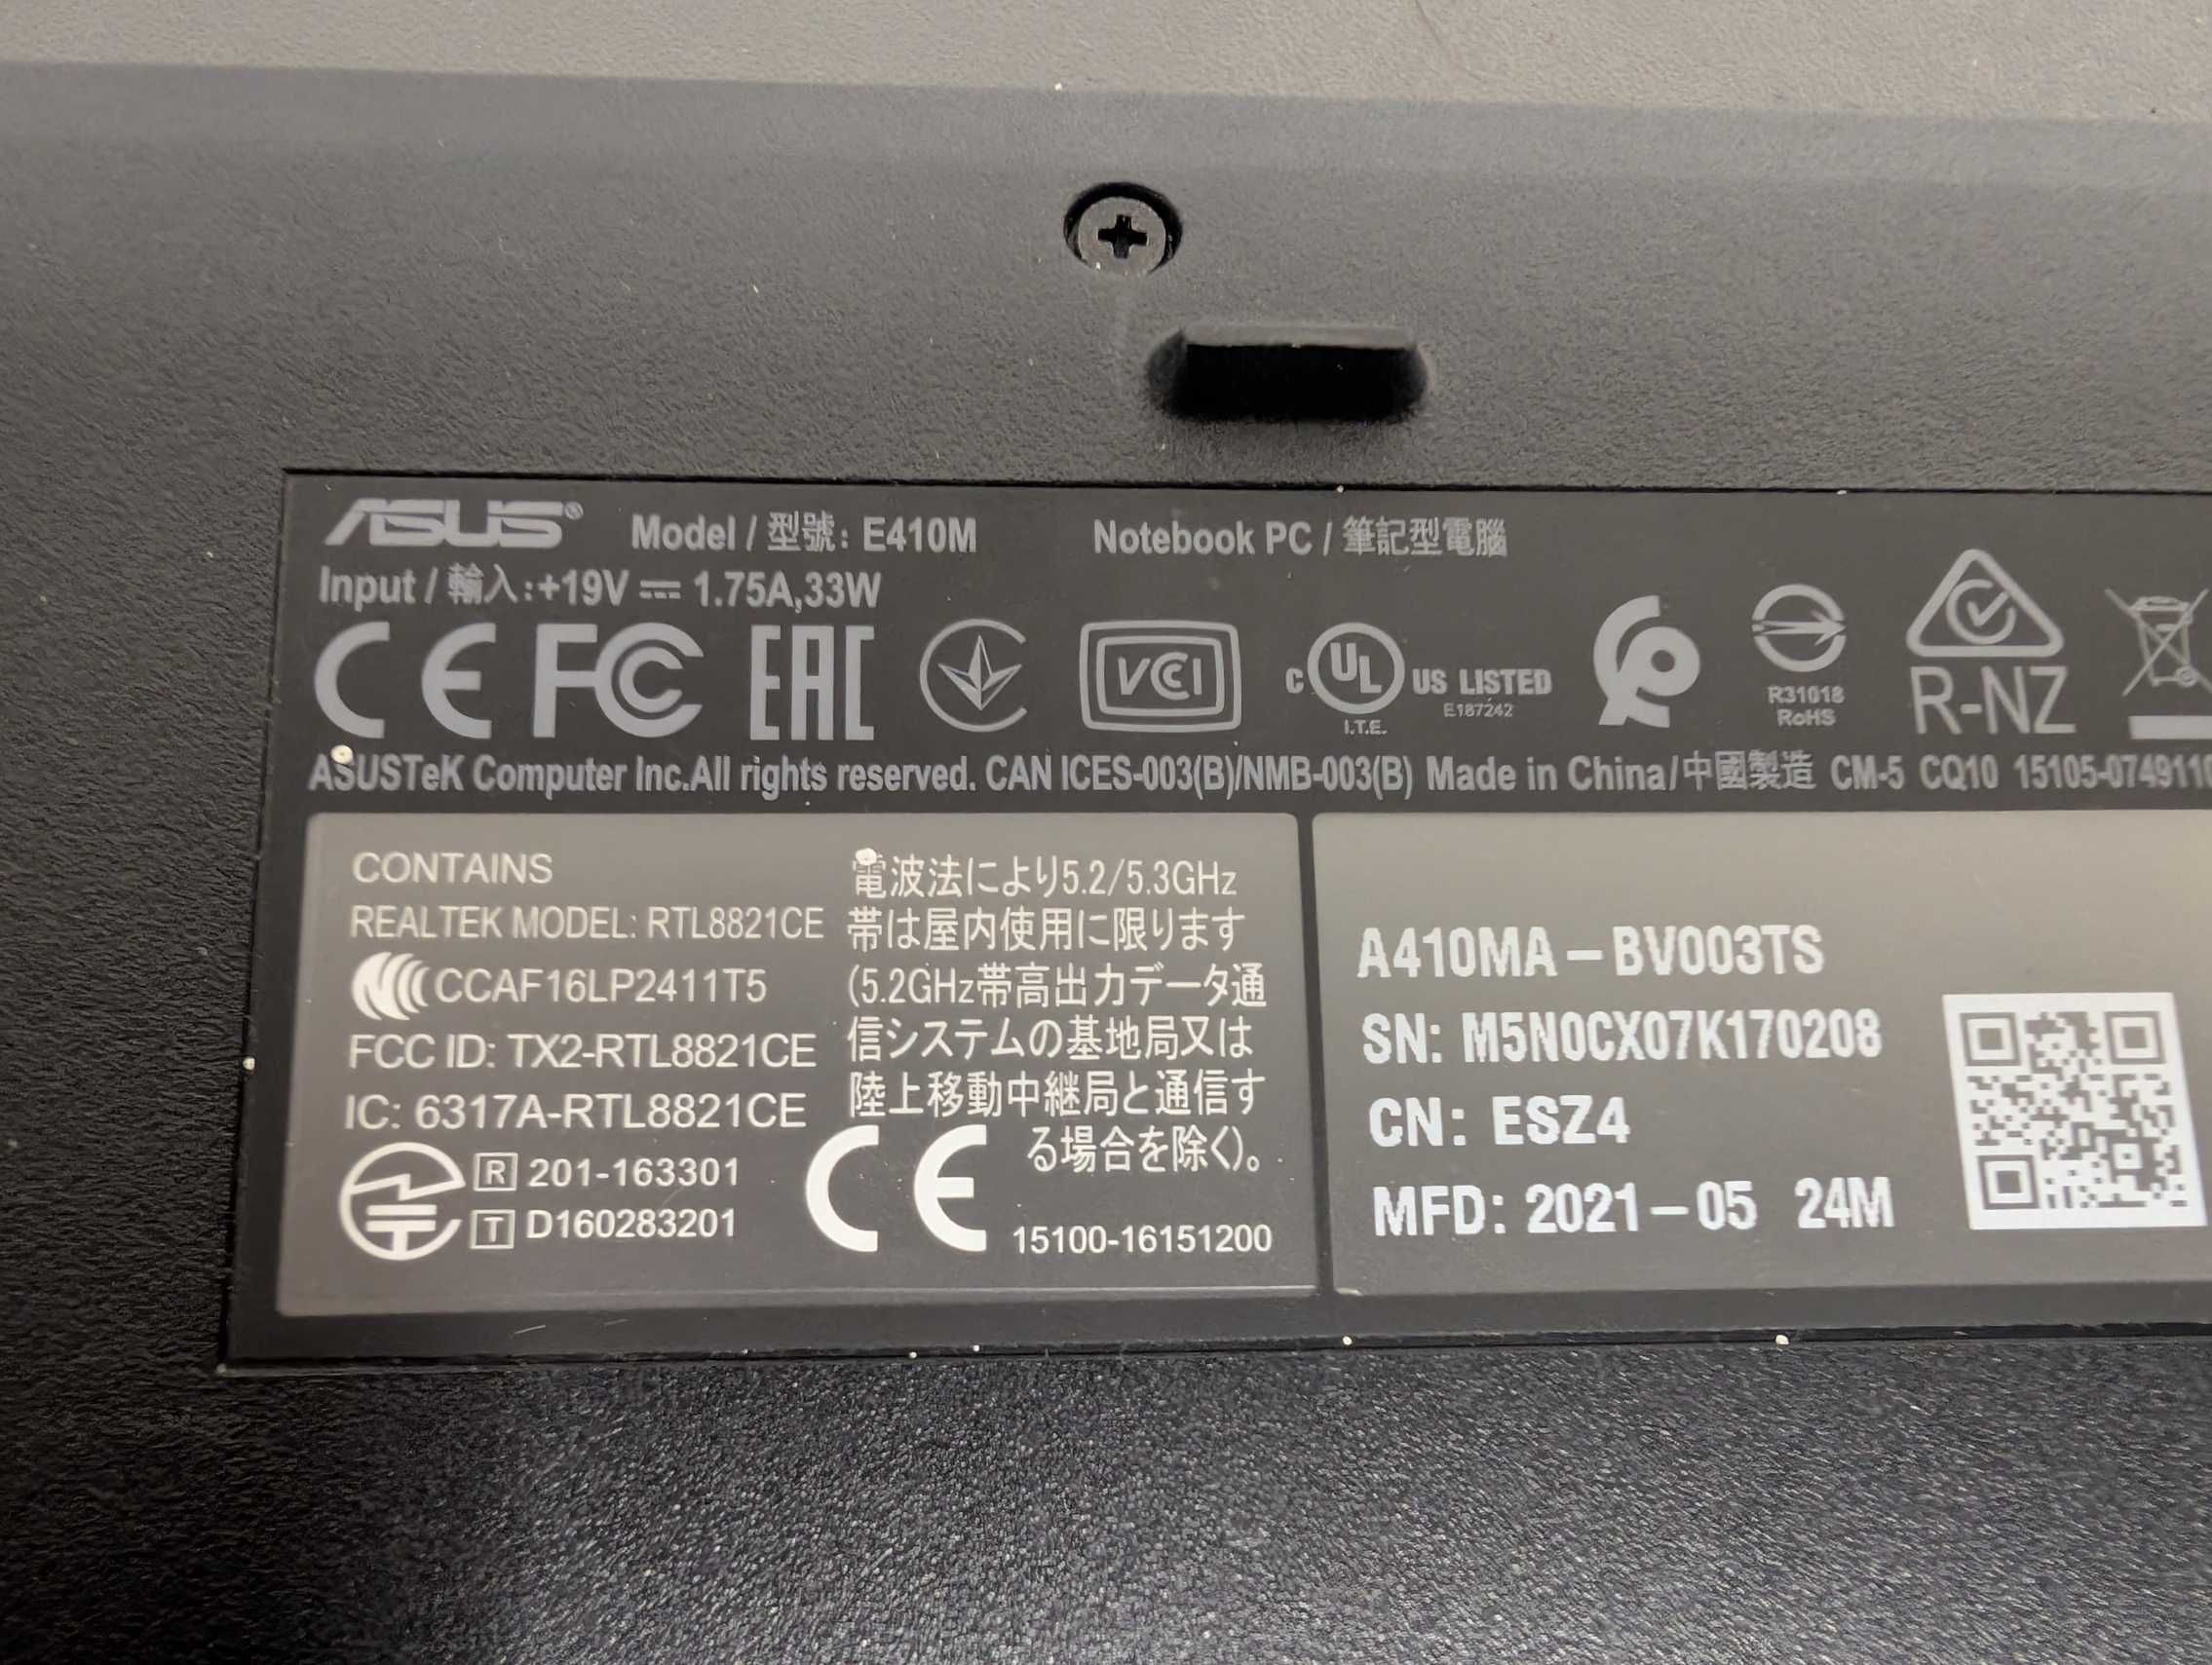 ASUS® Model / 型號: E410M Notebook PC / 筆記型電腦
Input / 輸入:+19V ⎓ 1.75A,33W
CE FC EAC VCCI C UL US LISTED
E187242
I.T.E.
R31018
RoHS
R-NZ
ASUSTeK Computer Inc.All rights reserved. CAN ICES-003(B)/NMB-003(B) Made in China/中國製造 CM-5 CQ10
CONTAINS
REALTEK MODEL: RTL8821CE
CCAF16LP2411T5
FCC ID: TX2-RTL8821CE
IC: 6317A-RTL8821CE
R 201-163301
T D160283201
電波法により5.2/5.3GHz
帯は屋内使用に限ります
(5.2GHz帯高出力データ通
信システムの基地局又は
陸上移動中継局と通信す
る場合を除く)。
CE
15100-16151200
A410MA-BV003TS
SN: M5N0CX07K170208
CN: ESZ4
MFD: 2021-05 24M